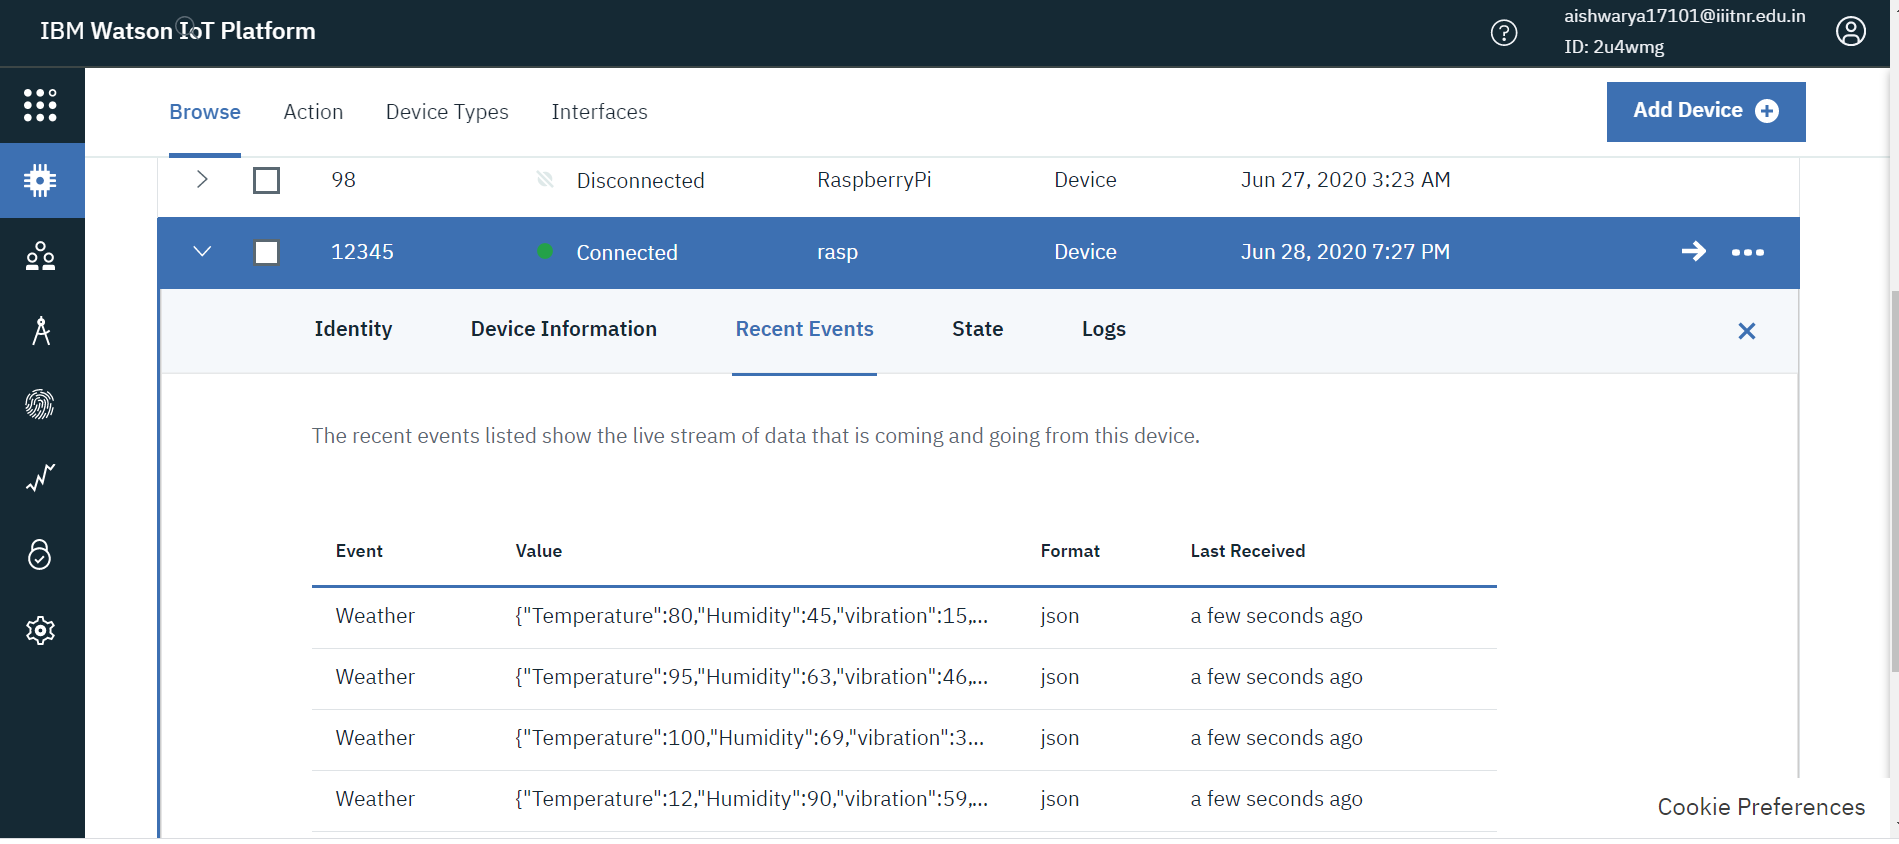 IBM Watson IoT Platform
aishwarya17101@iiitnr.edu.in
ID: 2u4wmg
Browse Action Device Types Interfaces
Add Device
98 Disconnected RaspberryPi Device Jun 27, 2020 3:23 AM
12345 Connected rasp Device Jun 28, 2020 7:27 PM
Identity Device Information Recent Events State Logs
The recent events listed show the live stream of data that is coming and going from this device.
Event Value Format Last Received
Weather {"Temperature":80,"Humidity":45,"vibration":15,... json a few seconds ago
Weather {"Temperature":95,"Humidity":63,"vibration":46,... json a few seconds ago
Weather {"Temperature":100,"Humidity":69,"vibration":3... json a few seconds ago
Weather {"Temperature":12,"Humidity":90,"vibration":59,... json a few seconds ago
Cookie Preferences